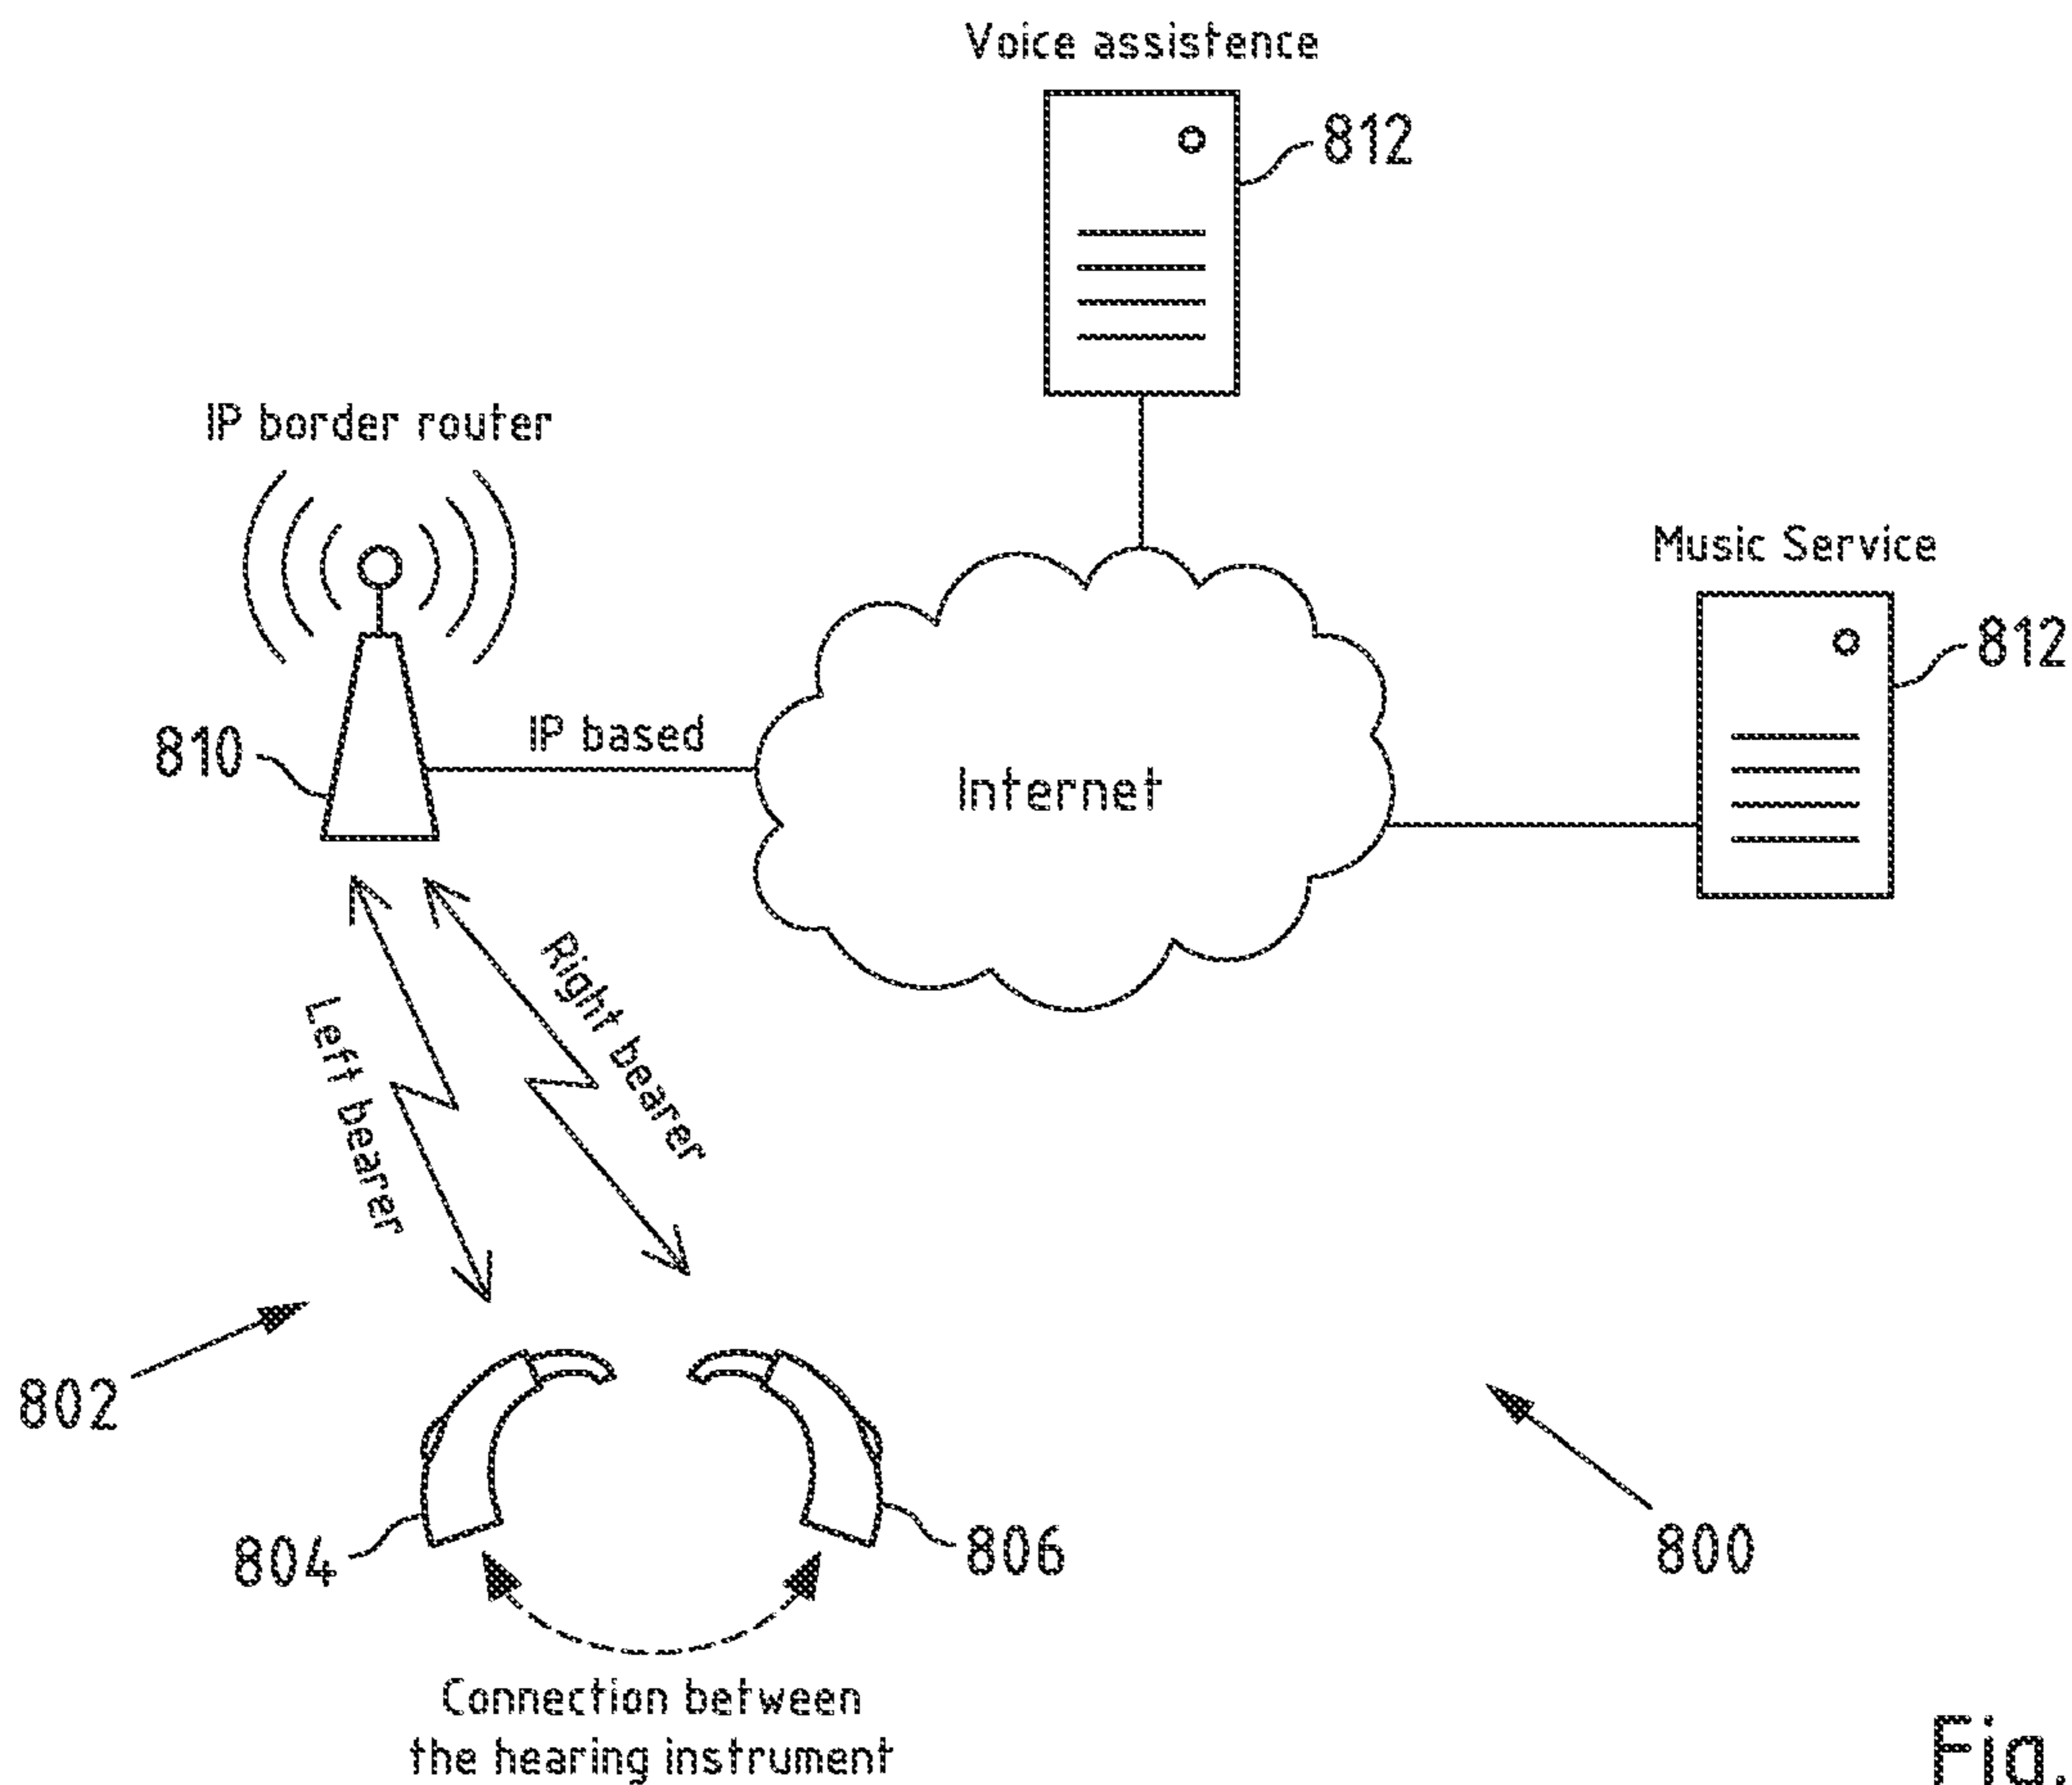 Voice assistence
812
IP border router
Music Service
812
810
IP based
Internet
Right bearer
Left bearer
802
804
806
800
Connection between
the hearing instrument
Fig.